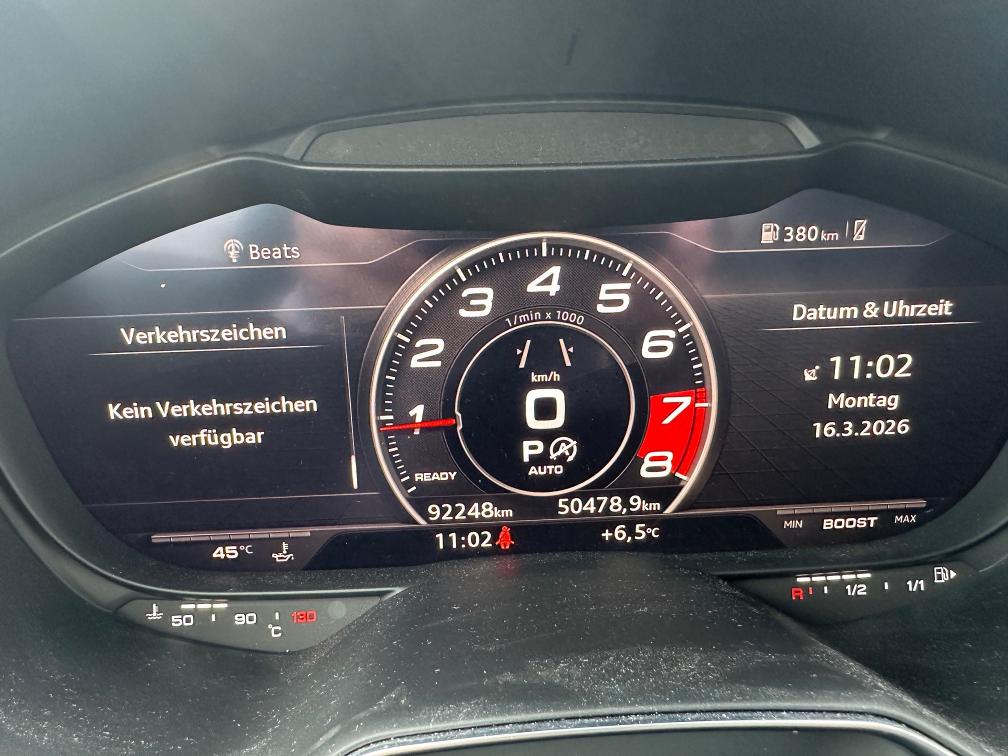 Beats
380 km
Verkehrszeichen
Kein Verkehrszeichen
verfügbar
1 2 3 4 5 6 7 8
1/min x 1000
km/h
0
P A
AUTO
READY
92248km
50478,9km
Datum & Uhrzeit
11:02
Montag
16.3.2026
45°C
11:02
+6,5°C
MIN BOOST MAX
50 90 130
°C
R 1/2 1/1